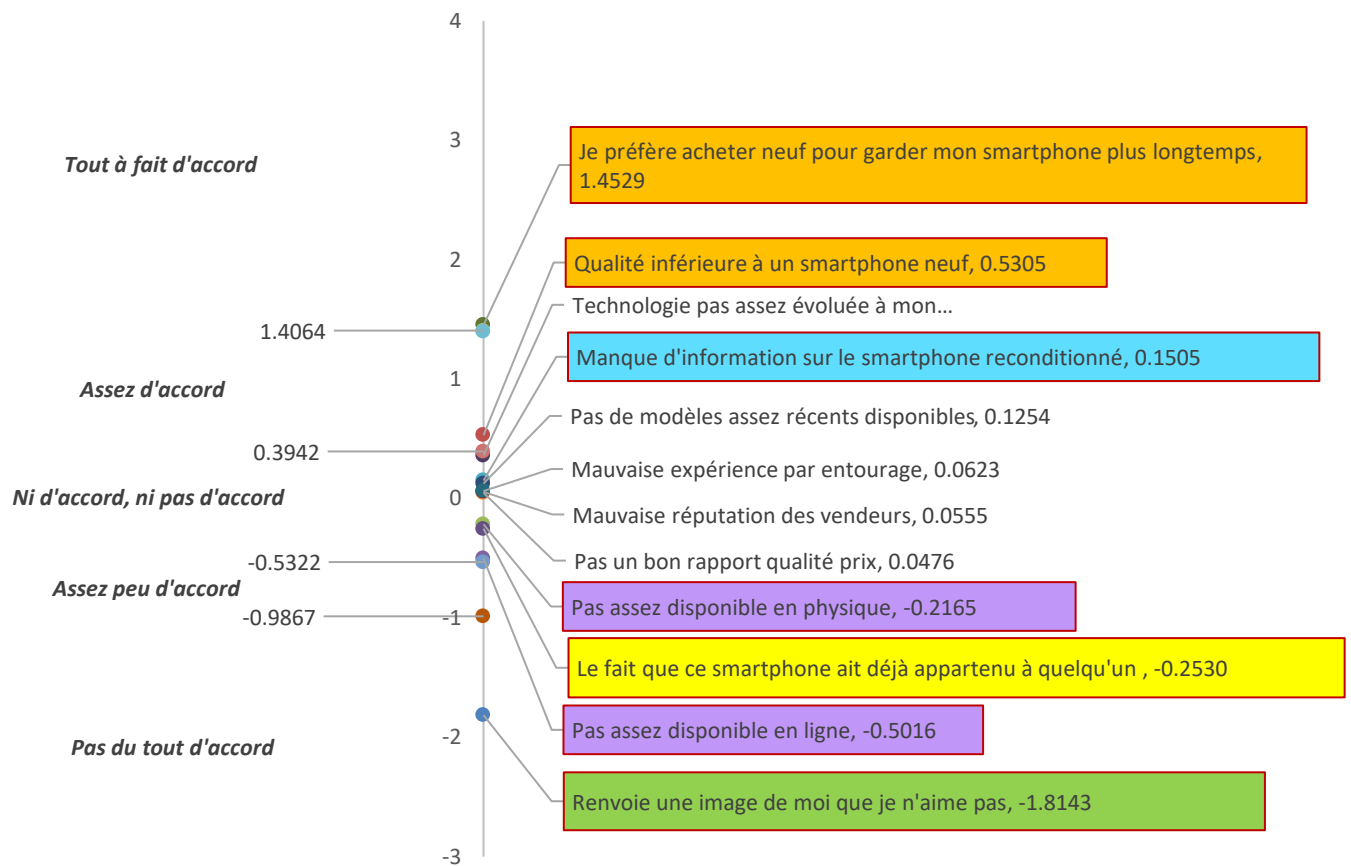 4
3
Tout à fait d'accord
Je préfère acheter neuf pour garder mon smartphone plus longtemps,
1.4529
2
Qualité inférieure à un smartphone neuf, 0.5305
Technologie pas assez évoluée à mon…
1.4064
Manque d'information sur le smartphone reconditionné, 0.1505
1
Assez d'accord
Pas de modèles assez récents disponibles, 0.1254
0.3942
Mauvaise expérience par entourage, 0.0623
Ni d'accord, ni pas d'accord
0
Mauvaise réputation des vendeurs, 0.0555
-0.5322
Pas un bon rapport qualité prix, 0.0476
Assez peu d'accord
Pas assez disponible en physique, -0.2165
-0.9867
-1
Le fait que ce smartphone ait déjà appartenu à quelqu'un , -0.2530
Pas assez disponible en ligne, -0.5016
-2
Pas du tout d'accord
Renvoie une image de moi que je n'aime pas, -1.8143
-3